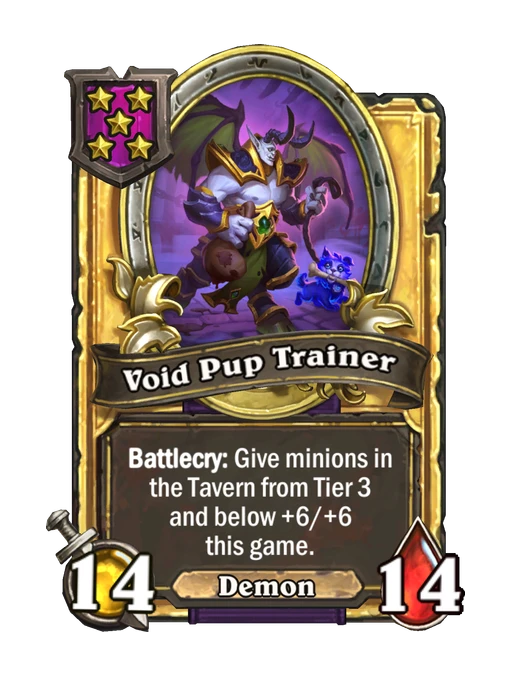 Void Pup Trainer
Battlecry: Give minions in
the Tavern from Tier 3
and below +6/+6
this game.
14
Demon
14